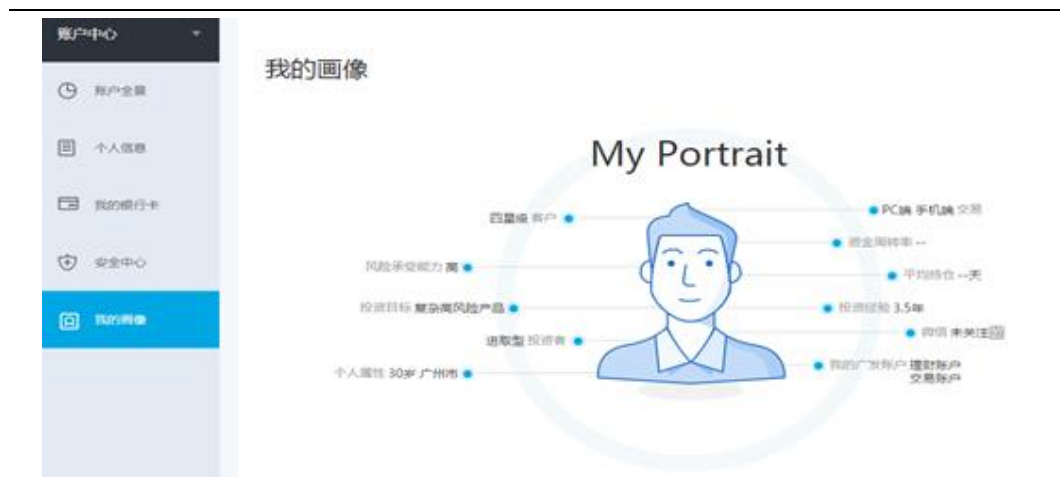 账户中心
我的画像
账户全景
个人信息
我的银行卡
安全中心
我的画像
My Portrait
四星级 客户
风险承受能力 高
投资目标 复杂高风险产品
进取型 投资者
个人属性 30岁 广州市
PC端 手机端 交易
资金周转率 --
平均持仓 --天
投资经验 3.5年
微信 未关注
我的广发账户 理财账户
交易账户